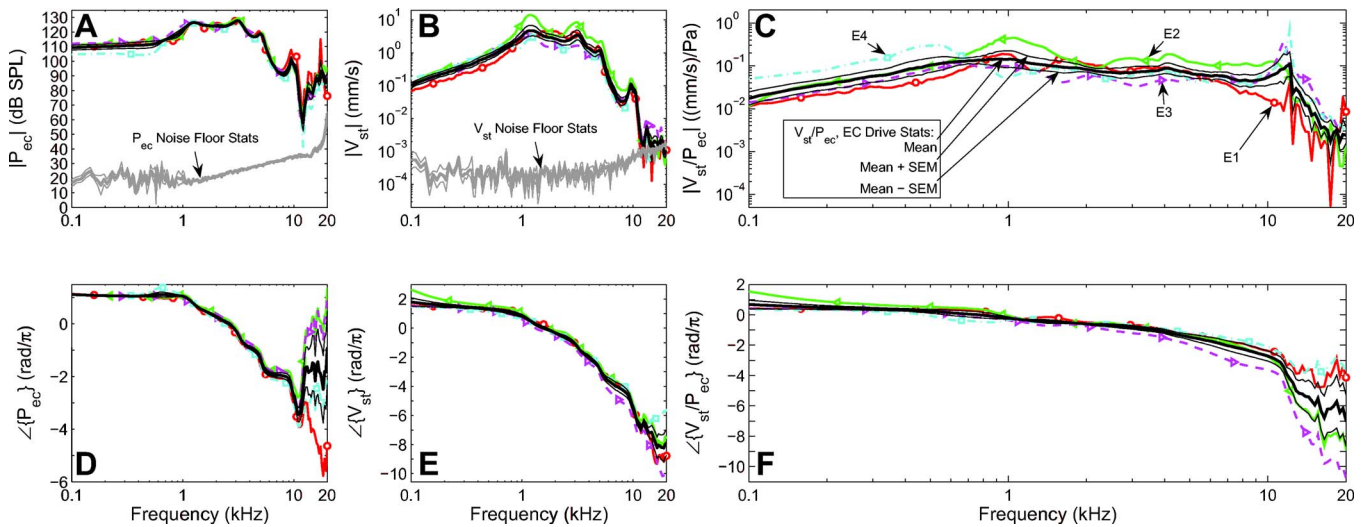 A
|P_ec| (dB SPL)
130
120
110
100
90
80
70
60
50
40
30
20
10
0
P_ec Noise Floor Stats
0.1
1
10
20
B
|V_st| (mm/s)
10^1
10^0
10^−1
10^−2
10^−3
10^−4
V_st Noise Floor Stats
0.1
1
10
20
C
|V_st/P_ec| ((mm/s)/Pa)
10^0
10^−1
10^−2
10^−3
10^−4
E4
E2
E3
E1
V_st/P_ec, EC Drive Stats:
Mean
Mean + SEM
Mean − SEM
0.1
1
10
20
D
∠{P_ec} (rad/π)
0
−2
−4
−6
0.1
1
10
20
Frequency (kHz)
E
∠{V_st} (rad/π)
2
0
−2
−4
−6
−8
−10
0.1
1
10
20
Frequency (kHz)
F
∠{V_st/P_ec} (rad/π)
2
0
−2
−4
−6
−8
−10
0.1
1
10
20
Frequency (kHz)